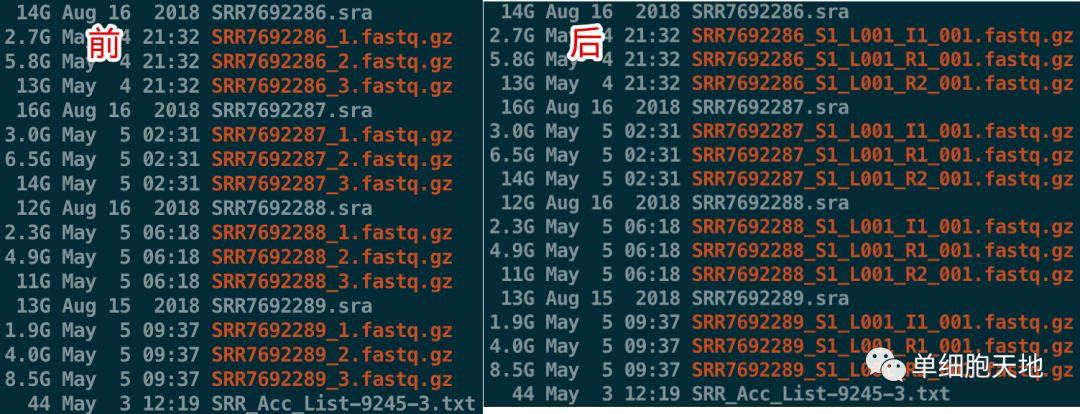 前
14G Aug 16  2018 SRR7692286.sra
2.7G May  4 21:32 SRR7692286_1.fastq.gz
5.8G May  4 21:32 SRR7692286_2.fastq.gz
13G May  4 21:32 SRR7692286_3.fastq.gz
16G Aug 16  2018 SRR7692287.sra
3.0G May  5 02:31 SRR7692287_1.fastq.gz
6.5G May  5 02:31 SRR7692287_2.fastq.gz
14G May  5 02:31 SRR7692287_3.fastq.gz
12G Aug 16  2018 SRR7692288.sra
2.3G May  5 06:18 SRR7692288_1.fastq.gz
4.9G May  5 06:18 SRR7692288_2.fastq.gz
11G May  5 06:18 SRR7692288_3.fastq.gz
13G Aug 15  2018 SRR7692289.sra
1.9G May  5 09:37 SRR7692289_1.fastq.gz
4.0G May  5 09:37 SRR7692289_2.fastq.gz
8.5G May  5 09:37 SRR7692289_3.fastq.gz
44 May  3 12:19 SRR_Acc_List-9245-3.txt
后
14G Aug 16  2018 SRR7692286.sra
2.7G May  4 21:32 SRR7692286_S1_L001_I1_001.fastq.gz
5.8G May  4 21:32 SRR7692286_S1_L001_R1_001.fastq.gz
13G May  4 21:32 SRR7692286_S1_L001_R2_001.fastq.gz
16G Aug 16  2018 SRR7692287.sra
3.0G May  5 02:31 SRR7692287_S1_L001_I1_001.fastq.gz
6.5G May  5 02:31 SRR7692287_S1_L001_R1_001.fastq.gz
14G May  5 02:31 SRR7692287_S1_L001_R2_001.fastq.gz
12G Aug 16  2018 SRR7692288.sra
2.3G May  5 06:18 SRR7692288_S1_L001_I1_001.fastq.gz
4.9G May  5 06:18 SRR7692288_S1_L001_R1_001.fastq.gz
11G May  5 06:18 SRR7692288_S1_L001_R2_001.fastq.gz
13G Aug 15  2018 SRR7692289.sra
1.9G May  5 09:37 SRR7692289_S1_L001_I1_001.fastq.gz
4.0G May  5 09:37 SRR7692289_S1_L001_R1_001.fastq.gz
8.5G May  5 09:37
44 May  3 12:19 SRR_Acc_List-9245-3.txt
单细胞天地